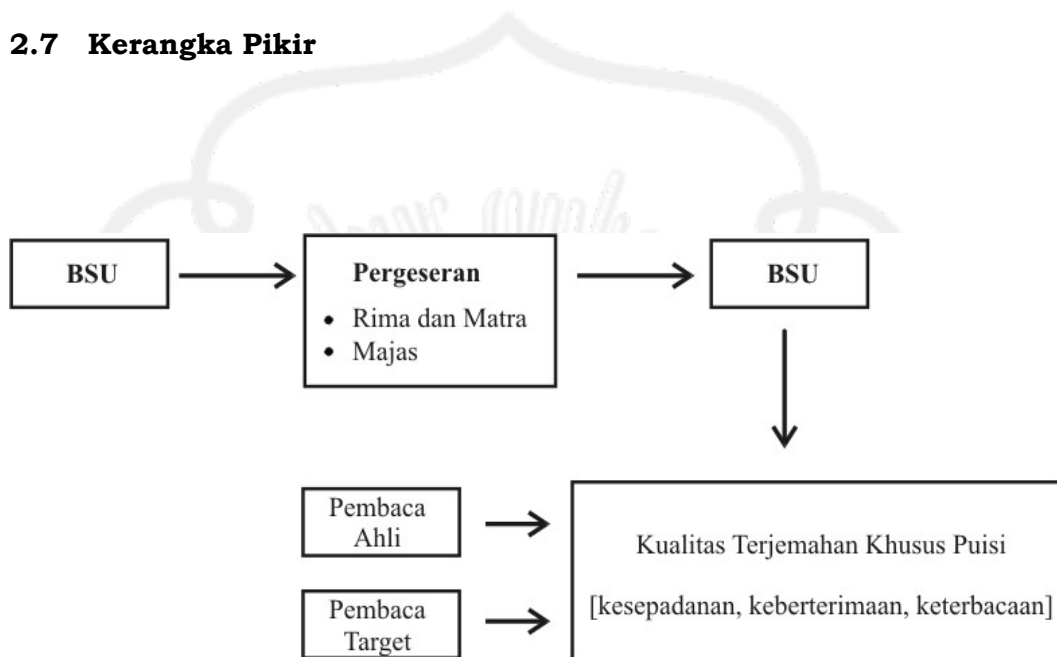 2.7 Kerangka Pikir
BSU
Pergeseran
• Rima dan Matra
• Majas
BSU
Pembaca
Ahli
Pembaca
Target
Kualitas Terjemahan Khusus Puisi
[kesepadanan, keberterimaan, keterbacaan]